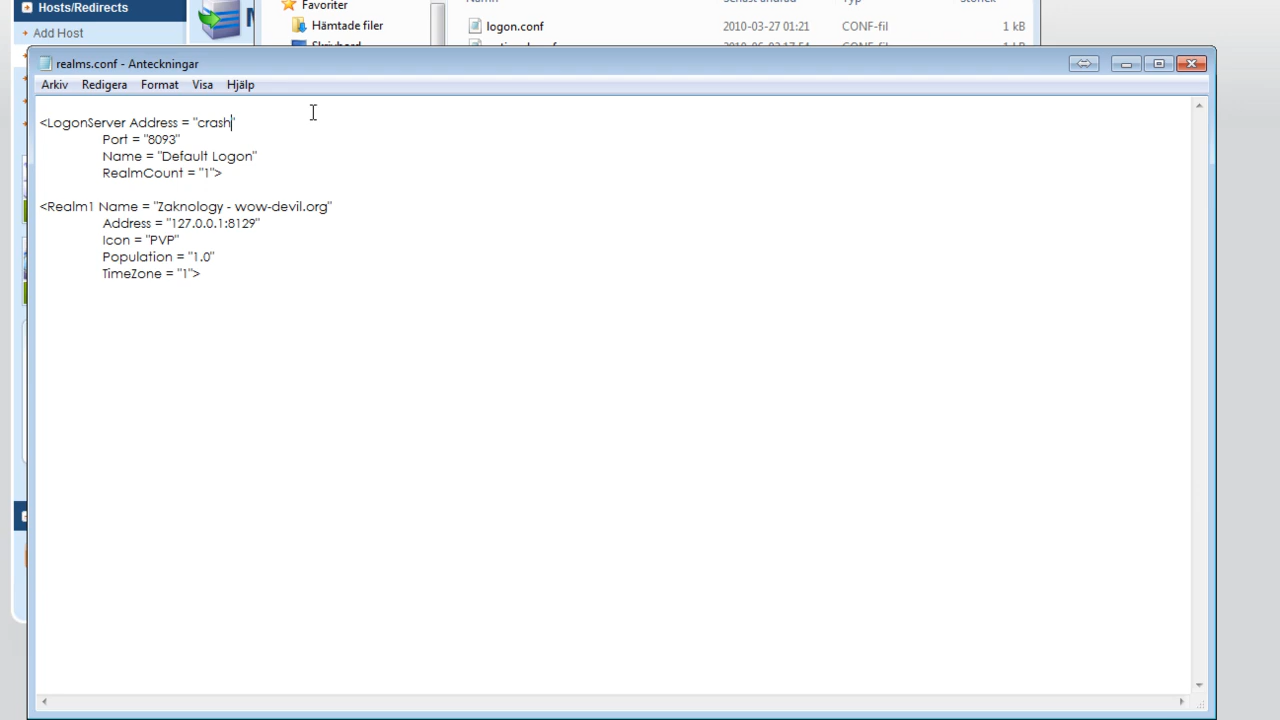 Hosts/Redirects
Add Host
Favoriter
Hämtade filer
logon.conf
2010-03-27 01:21
CONF-fil
1 kB
realms.conf - Anteckningar
Arkiv Redigera Format Visa Hjälp
<LogonServer Address = "crash"
Port = "8093"
Name = "Default Logon"
RealmCount = "1">
<Realm1 Name = "Zaknology - wow-devil.org"
Address = "127.0.0.1:8129"
Icon = "PVP"
Population = "1.0"
TimeZone = "1">